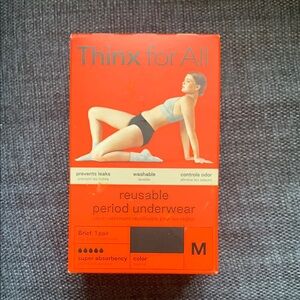 Thinx for All
prevents leaks washable controls odor
reusable
period underwear
Brief, 1 pair
super absorbency color M